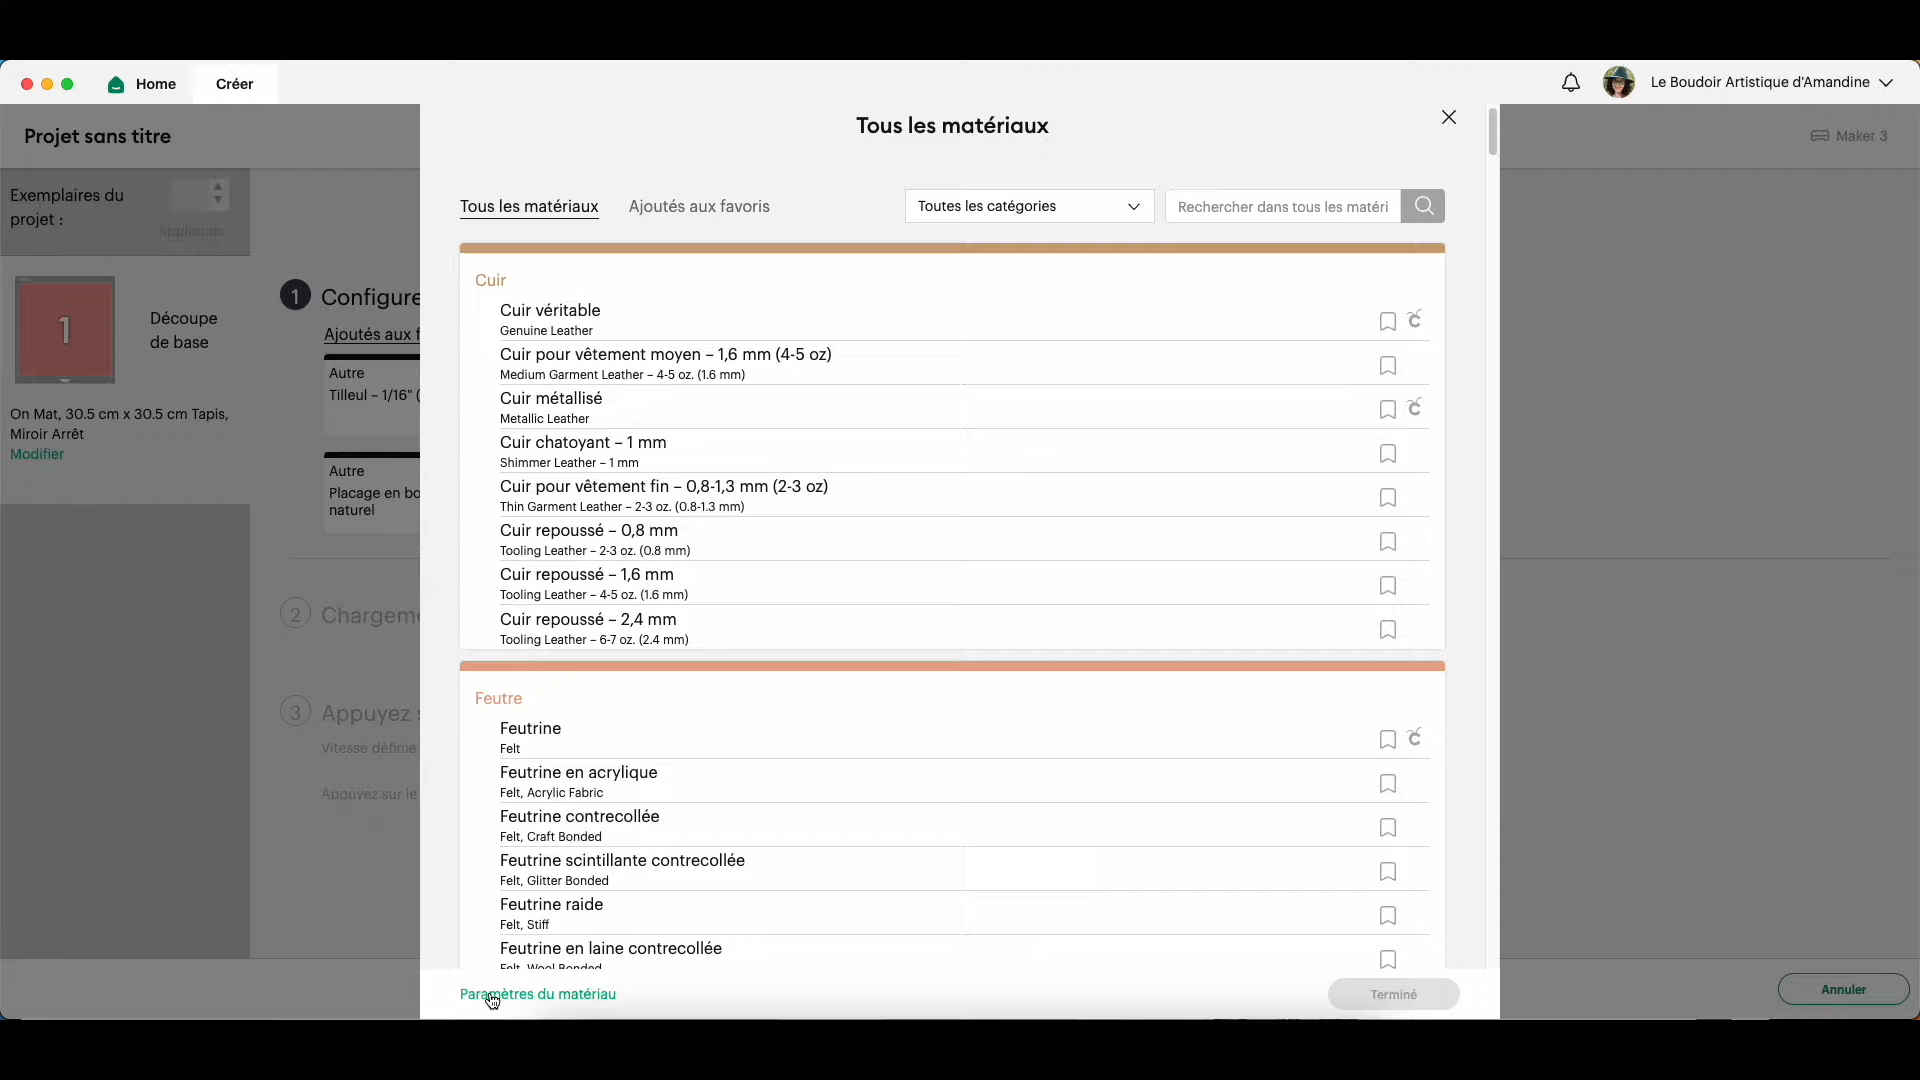 Home
Créer
Le Boudoir Artistique d'Amandine
Projet sans titre
Maker 3
Exemplaires du
projet :
Appliquer
1
Découpe
de base
On Mat, 30.5 cm x 30.5 cm Tapis,
Miroir Arrêt
Modifier
1 Configure
Ajoutés aux f
Autre
Tilleul – 1/16" (
Autre
Placage en bo
naturel
2 Chargeme
3 Appuyez s
Vitesse définie
Appuyez sur le
Tous les matériaux
Tous les matériaux
Ajoutés aux favoris
Toutes les catégories
Rechercher dans tous les matéri
Cuir
Cuir véritable
Genuine Leather
Cuir pour vêtement moyen – 1,6 mm (4-5 oz)
Medium Garment Leather – 4-5 oz. (1.6 mm)
Cuir métallisé
Metallic Leather
Cuir chatoyant – 1 mm
Shimmer Leather – 1 mm
Cuir pour vêtement fin – 0,8-1,3 mm (2-3 oz)
Thin Garment Leather – 2-3 oz. (0.8-1.3 mm)
Cuir repoussé – 0,8 mm
Tooling Leather – 2-3 oz. (0.8 mm)
Cuir repoussé – 1,6 mm
Tooling Leather – 4-5 oz. (1.6 mm)
Cuir repoussé – 2,4 mm
Tooling Leather – 6-7 oz. (2.4 mm)
Feutre
Feutrine
Felt
Feutrine en acrylique
Felt, Acrylic Fabric
Feutrine contrecollée
Felt, Craft Bonded
Feutrine scintillante contrecollée
Felt, Glitter Bonded
Feutrine raide
Felt, Stiff
Feutrine en laine contrecollée
Felt, Wool Bonded
Paramètres du matériau
Terminé
Annuler